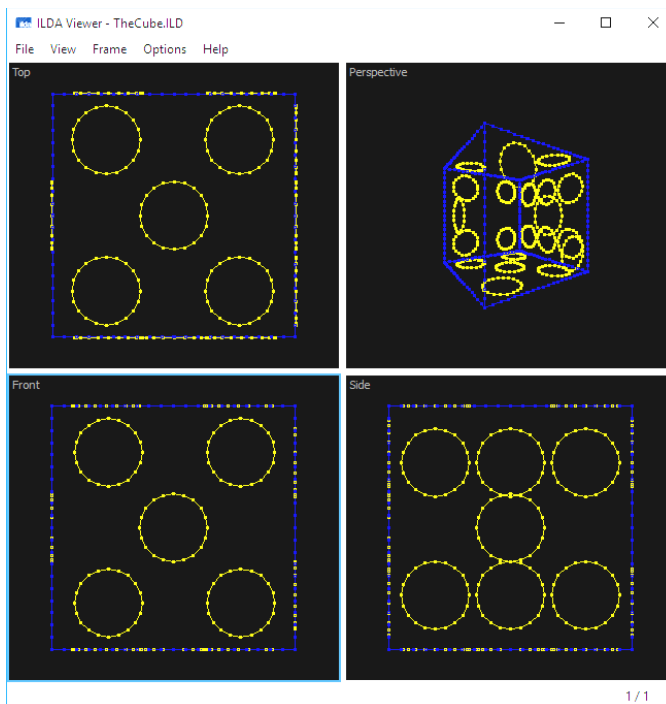 ILDA Viewer - TheCube.ILD
File View Frame Options Help
Top
Perspective
Front
Side
1 / 1